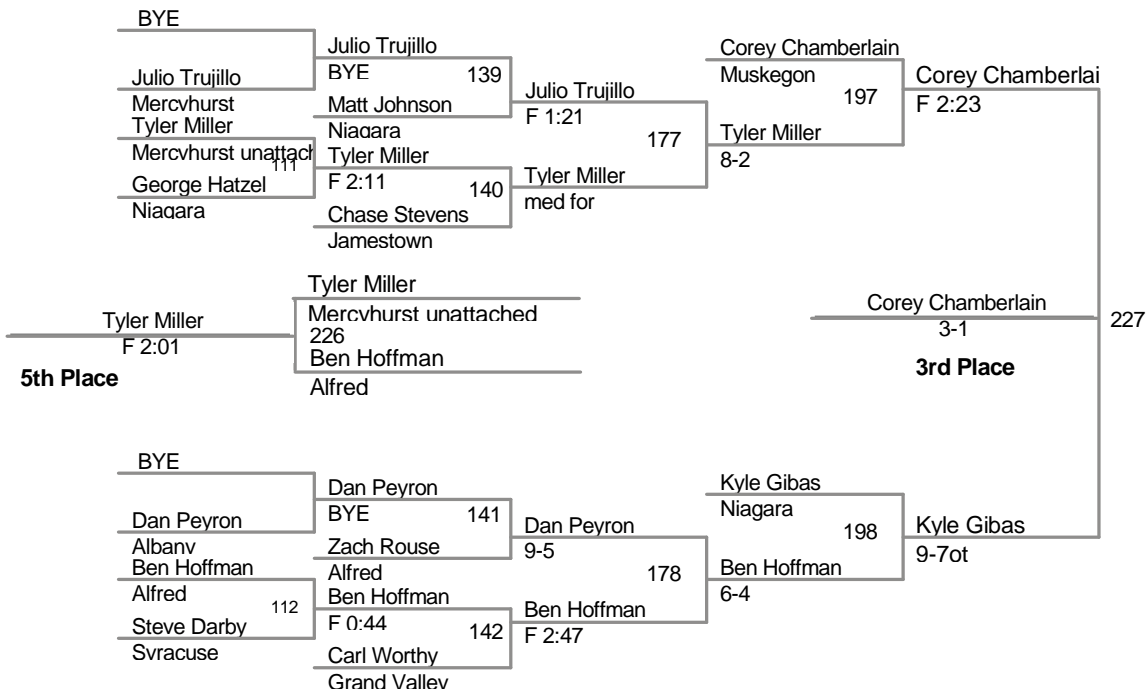 BYE
Julio Trujillo
Mercyhurst
Tyler Miller
Mercyhurst unattach
111
George Hatzel
Niagara
Julio Trujillo
BYE
139
Matt Johnson
Niagara
Tyler Miller
F 2:11
140
Chase Stevens
Jamestown
Julio Trujillo
F 1:21
177
Tyler Miller
med for
Corey Chamberlain
Muskegon
197
Tyler Miller
8-2
Corey Chamberlai
F 2:23
Tyler Miller
F 2:01
5th Place
Tyler Miller
Mercyhurst unattached
226
Ben Hoffman
Alfred
Corey Chamberlain
3-1
3rd Place
227
BYE
Dan Peyron
Albany
Ben Hoffman
Alfred
112
Steve Darby
Syracuse
Dan Peyron
BYE
141
Zach Rouse
Alfred
Ben Hoffman
F 0:44
142
Carl Worthy
Grand Valley
Dan Peyron
9-5
178
Ben Hoffman
F 2:47
Kyle Gibas
Niagara
198
Ben Hoffman
6-4
Kyle Gibas
9-7ot